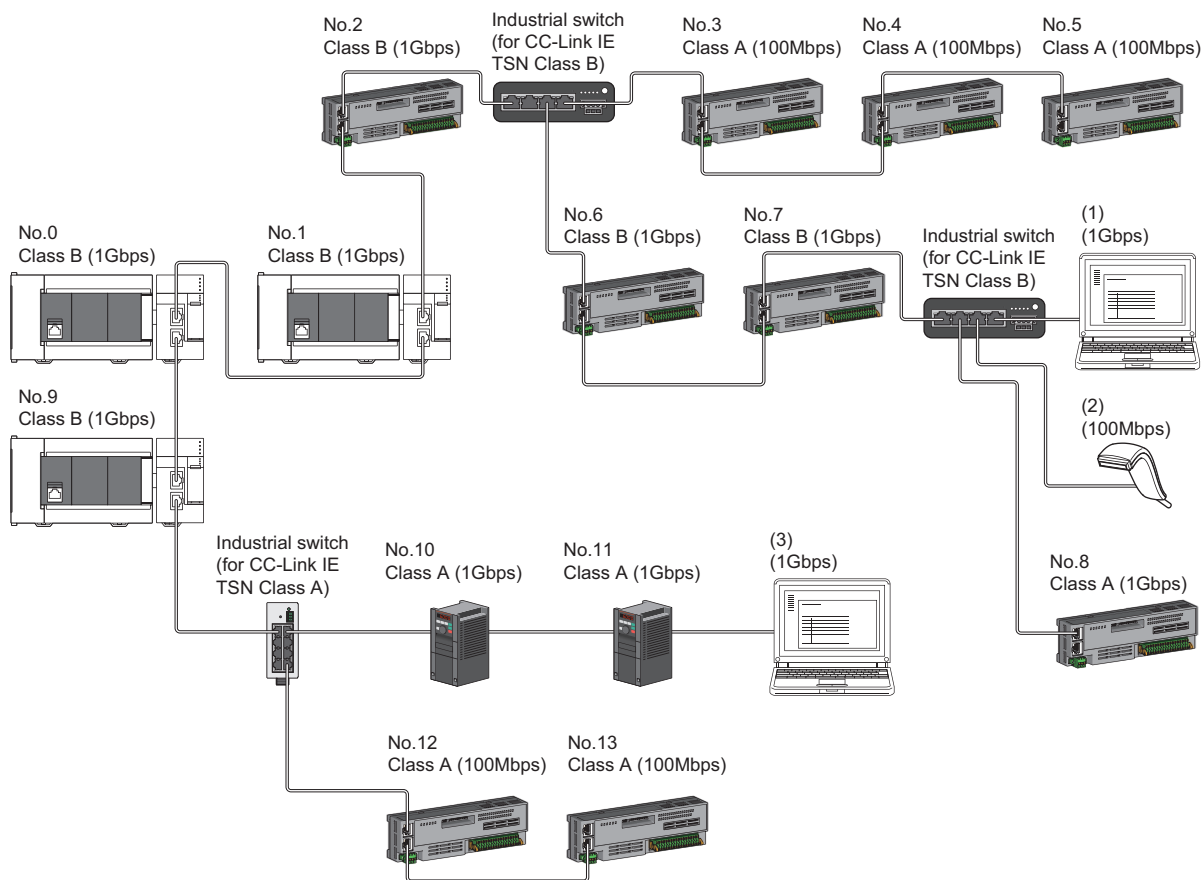 No.2
Class B (1Gbps)
Industrial switch
(for CC-Link IE
TSN Class B)
No.3
Class A (100Mbps)
No.4
Class A (100Mbps)
No.5
Class A (100Mbps)
No.0
Class B (1Gbps)
No.1
Class B (1Gbps)
No.6
Class B (1Gbps)
No.7
Class B (1Gbps)
Industrial switch
(for CC-Link IE
TSN Class B)
(1)
(1Gbps)
No.9
Class B (1Gbps)
(2)
(100Mbps)
Industrial switch
(for CC-Link IE
TSN Class A)
No.10
Class A (1Gbps)
No.11
Class A (1Gbps)
(3)
(1Gbps)
No.8
Class A (1Gbps)
No.12
Class A (100Mbps)
No.13
Class A (100Mbps)